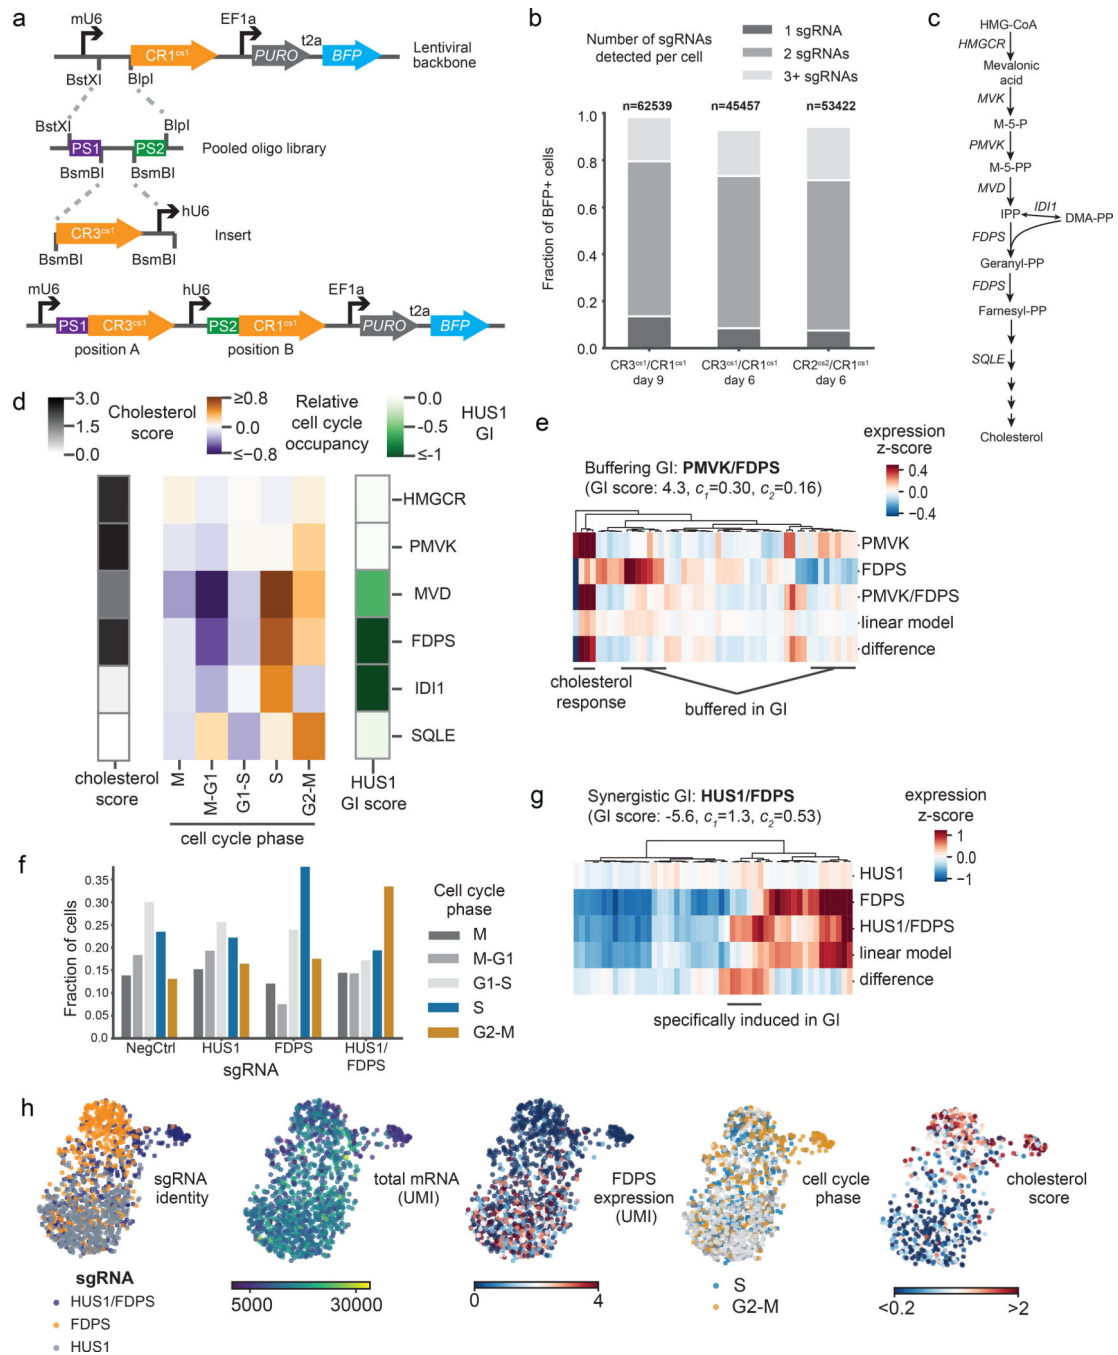 a
mU6
EF1a
t2a
CR1cs1
PURO
BFP
Lentiviral
backbone
BstXI
BlpI
BstXI
BlpI
PS1
PS2
Pooled oligo library
BsmBI
BsmBI
hU6
CR3cs1
Insert
BsmBI
BsmBI
mU6
hU6
EF1a
t2a
PS1
CR3cs1
PS2
CR1cs1
PURO
BFP
position A
position B
b
Number of sgRNAs
detected per cell
1 sgRNA
2 sgRNAs
3+ sgRNAs
n=62539
n=45457
n=53422
1.0
0.8
0.6
0.4
0.2
0.0
Fraction of BFP+ cells
CR3cs1/CR1cs1
day 9
CR3cs1/CR1cs1
day 6
CR2cs2/CR1cs1
day 6
c
HMG-CoA
HMGCR
Mevalonic
acid
MVK
M-5-P
PMVK
M-5-PP
MVD
IPP
IDI1
DMA-PP
FDPS
Geranyl-PP
FDPS
Farnesyl-PP
SQLE
Cholesterol
d
3.0
1.5
0.0
Cholesterol
score
≥0.8
0.0
≤−0.8
Relative
cell cycle
occupancy
0
-0.5
≤-1
HUS1
GI
HMGCR
PMVK
MVD
FDPS
IDI1
SQLE
cholesterol
score
M
M-G1
G1-S
S
G2-M
cell cycle phase
HUS1
GI score
e
Buffering GI: PMVK/FDPS
(GI score: 4.3, c1=0.30, c2=0.16)
expression
z-score
0.4
0.0
−0.4
PMVK
FDPS
PMVK/FDPS
linear model
difference
cholesterol
response
buffered in GI
f
0.35
0.30
0.25
0.20
0.15
0.10
0.05
0.0
Fraction of cells
NegCtrl
HUS1
FDPS
HUS1/
FDPS
sgRNA
Cell cycle
phase
M
M-G1
G1-S
S
G2-M
g
Synergistic GI: HUS1/FDPS
(GI score: -5.6, c1=1.3, c2=0.53)
expression
z-score
1
0.0
−1
HUS1
FDPS
HUS1/FDPS
linear model
difference
specifically induced in GI
h
sgRNA
identity
total mRNA
(UMI)
FDPS
expression
(UMI)
cell cycle
phase
cholesterol
score
sgRNA
HUS1/FDPS
FDPS
HUS1
5000
30000
0
4
S
G2-M
<0.2
>2